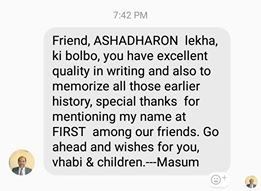 7:42 PM
Friend, ASHADHARON lekha,
ki bolbo, you have excellent
quality in writing and also to
memorize all those earlier
history, special thanks for
mentioning my name at
FIRST among our friends. Go
ahead and wishes for you,
vhabi & children.---Masum